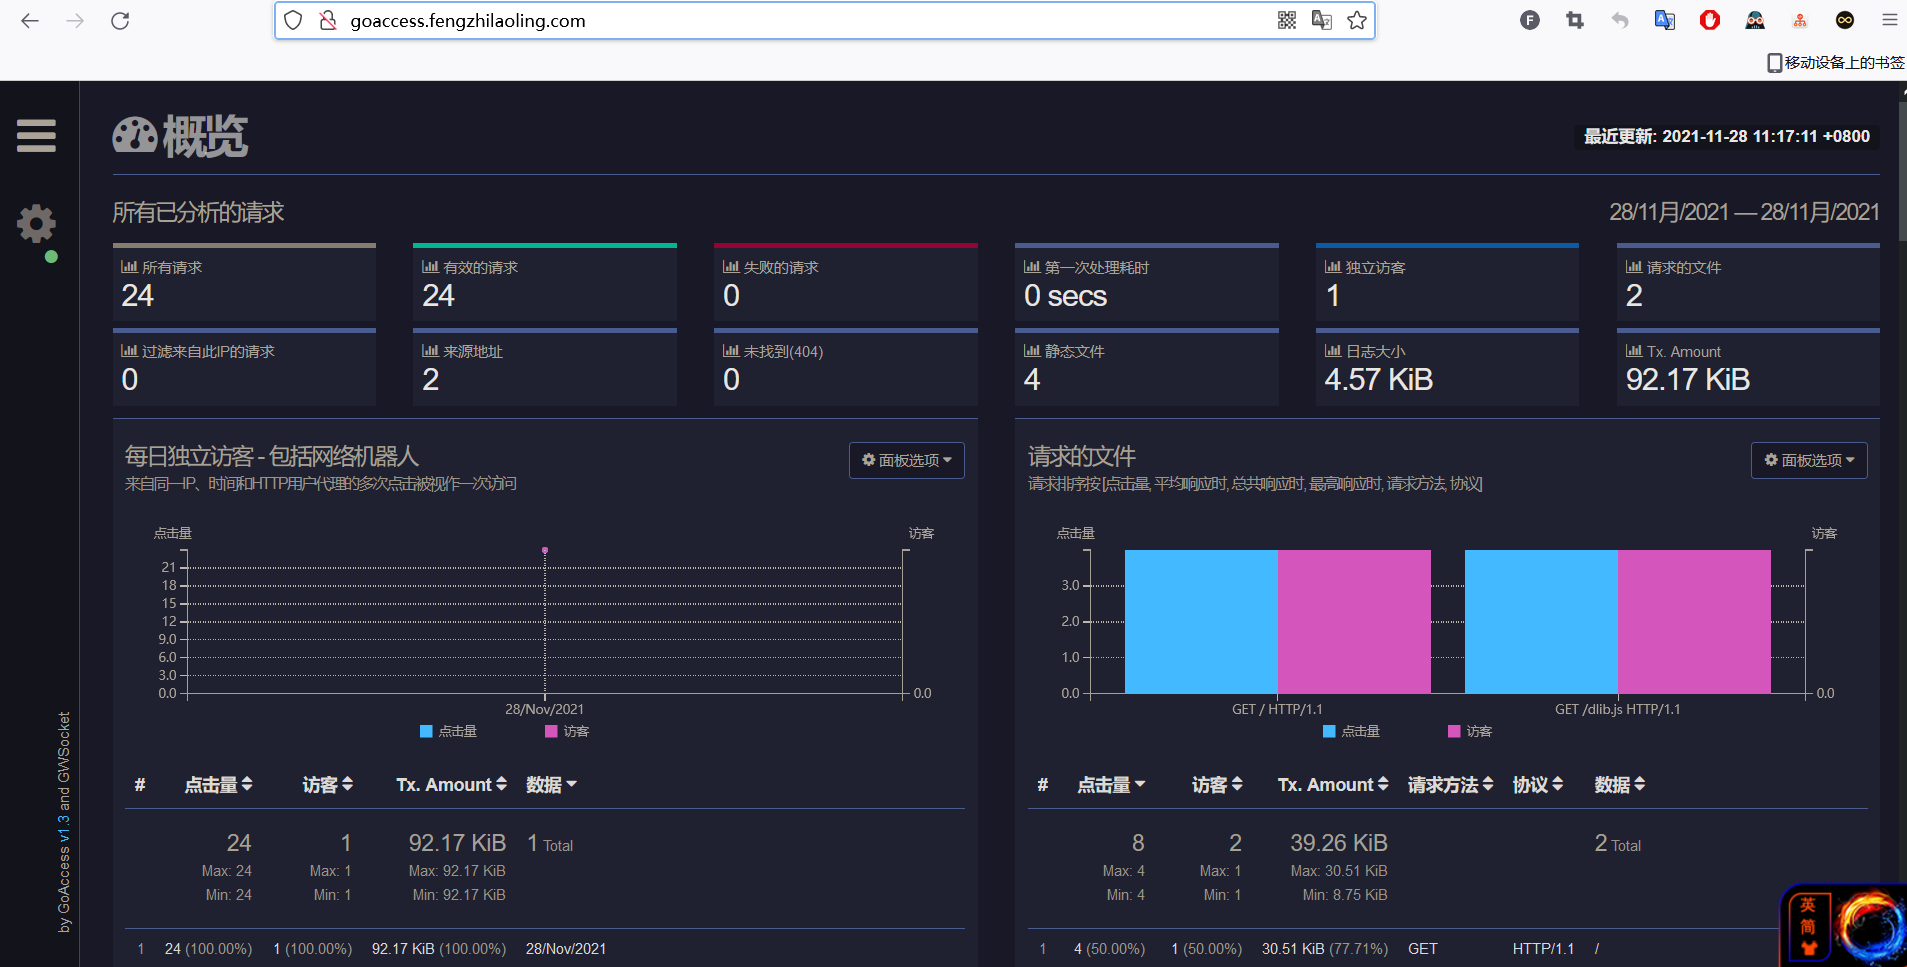 goaccess.fengzhilaoling.com
移动设备上的书签
概览
最近更新: 2021-11-28 11:17:11 +0800
所有已分析的请求
28/11月/2021 — 28/11月/2021
所有请求
24
有效的请求
24
失败的请求
0
第一次处理耗时
0 secs
独立访客
1
请求的文件
2
过滤来自此IP的请求
0
来源地址
2
未找到(404)
0
静态文件
4
日志大小
4.57 KiB
Tx. Amount
92.17 KiB
每日独立访客 - 包括网络机器人
面板选项
来自同一IP、时间和HTTP用户代理的多次点击被视作一次访问
点击量
访客
21
18
15
12
9.0
6.0
3.0
0.0
0.0
28/Nov/2021
点击量 访客
# 点击量 访客 Tx. Amount 数据
24 1 92.17 KiB 1 Total
Max: 24 Max: 1 Max: 92.17 KiB
Min: 24 Min: 1 Min: 92.17 KiB
1 24 (100.00%) 1 (100.00%) 92.17 KiB (100.00%) 28/Nov/2021
请求的文件
面板选项
请求排序按 [点击量, 平均响应时, 总共响应时, 最高响应时, 请求方法, 协议]
点击量
访客
3.0
2.0
1.0
0.0
0.0
GET / HTTP/1.1
GET /dlib.js HTTP/1.1
点击量 访客
# 点击量 访客 Tx. Amount 请求方法 协议 数据
8 2 39.26 KiB 2 Total
Max: 4 Max: 1 Max: 30.51 KiB
Min: 4 Min: 1 Min: 8.75 KiB
1 4 (50.00%) 1 (50.00%) 30.51 KiB (77.71%) GET HTTP/1.1 /
by GoAccess v1.3 and GWSocket
英
简